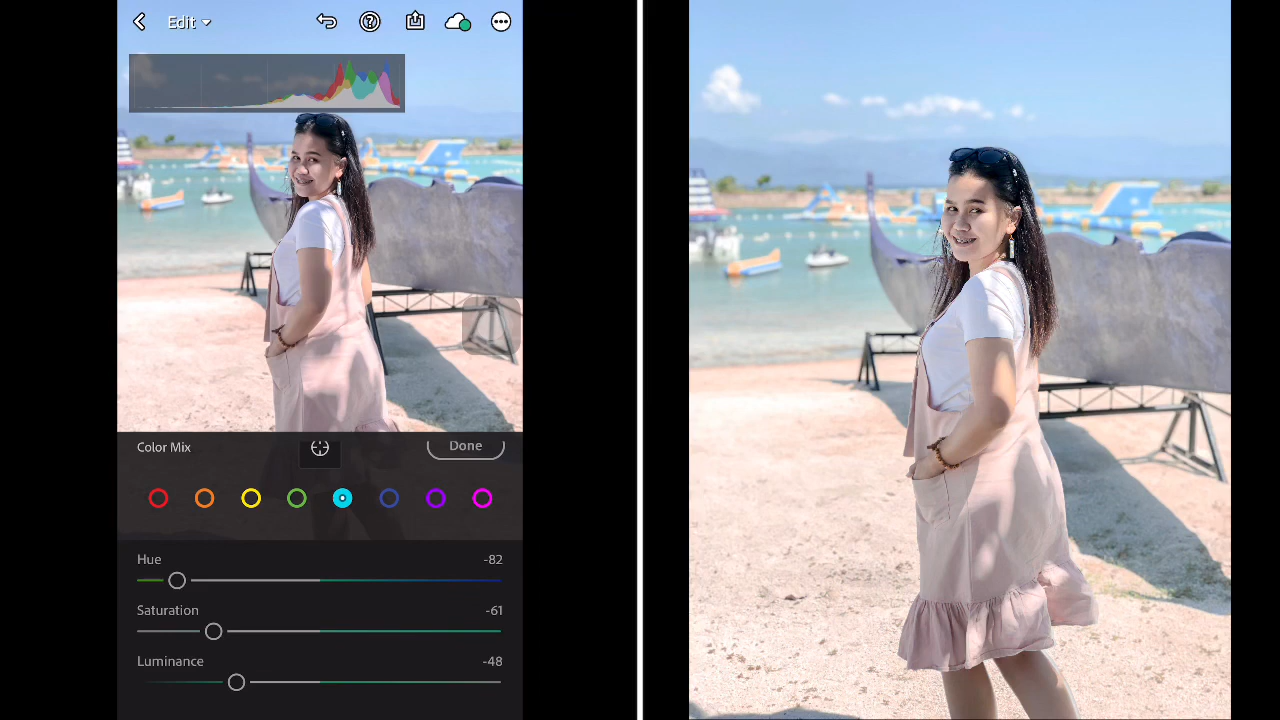 Edit
Color Mix
Done
Hue
-82
Saturation
-61
Luminance
-48